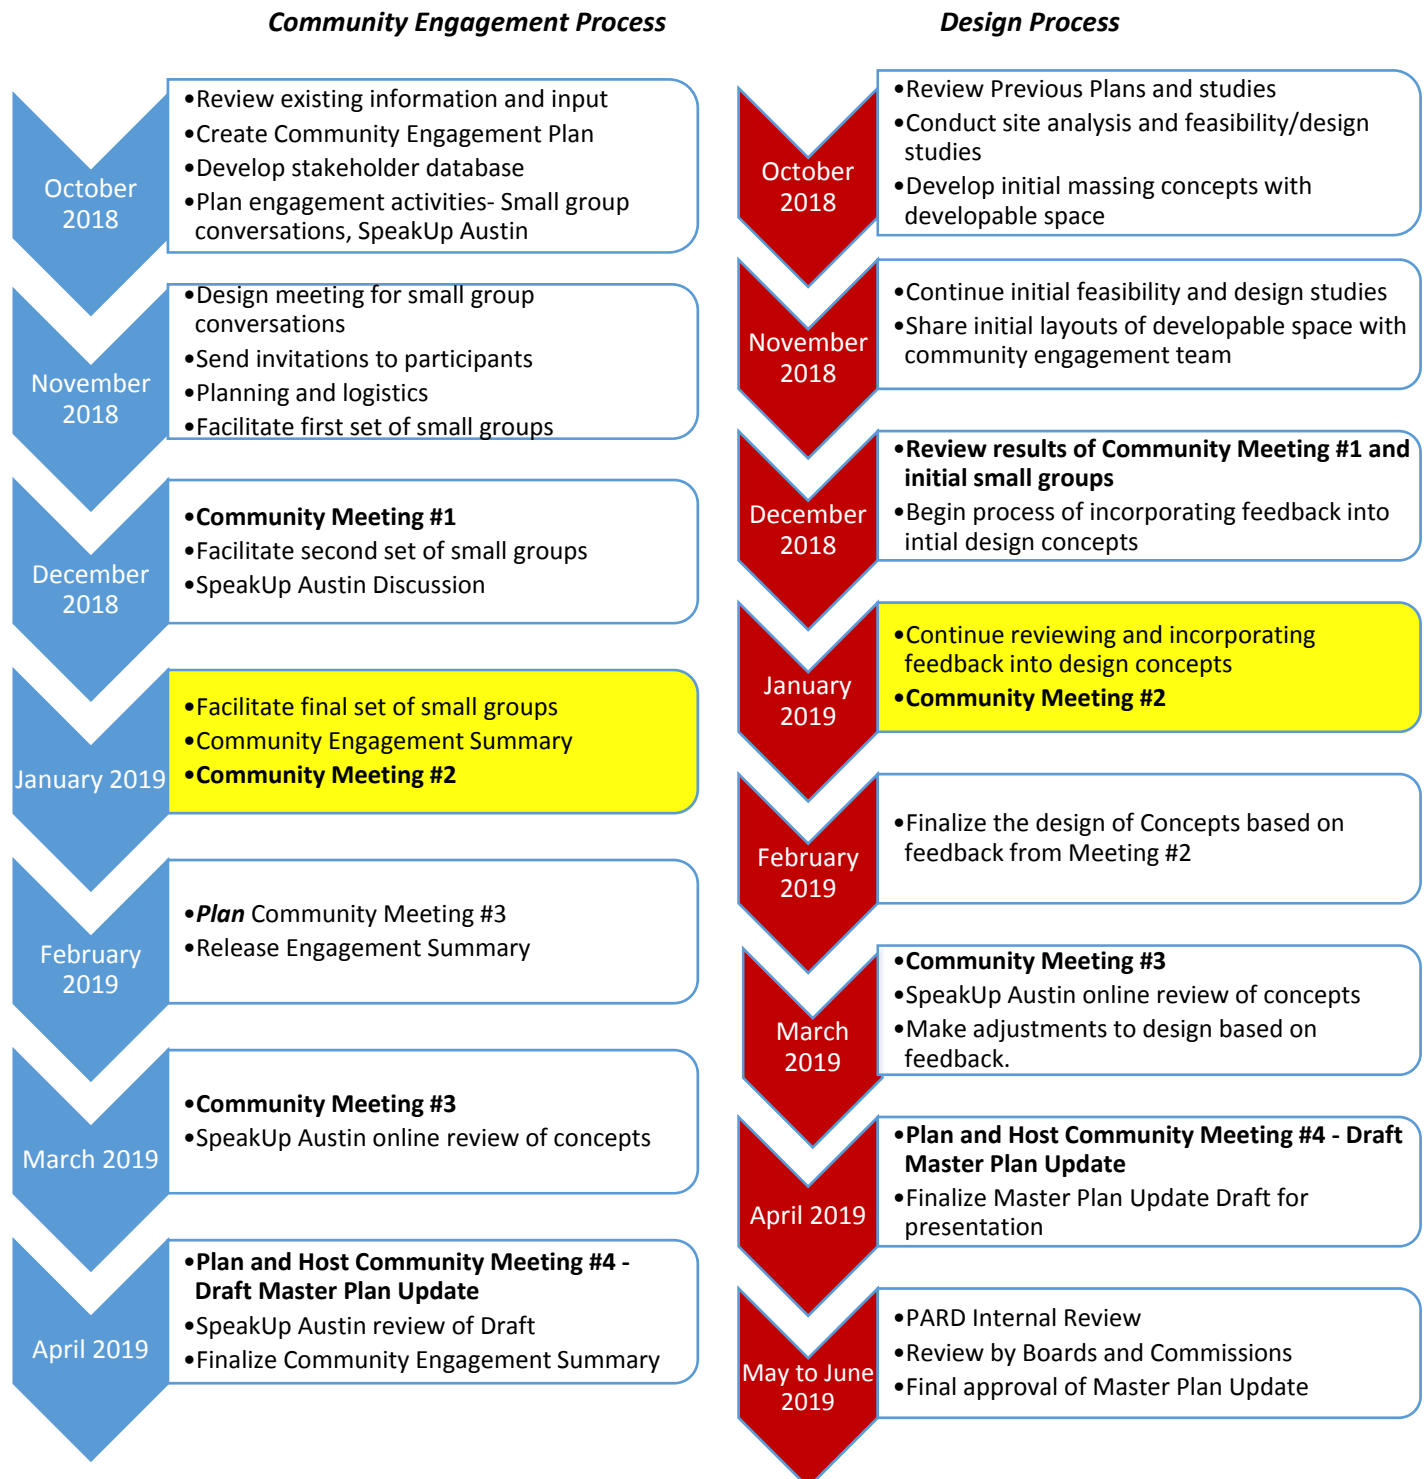 Community Engagement Process
October
2018
•Review existing information and input
•Create Community Engagement Plan
•Develop stakeholder database
•Plan engagement activities- Small group
conversations, SpeakUp Austin
November
2018
•Design meeting for small group
conversations
•Send invitations to participants
•Planning and logistics
•Facilitate first set of small groups
December
2018
•Community Meeting #1
•Facilitate second set of small groups
•SpeakUp Austin Discussion
January 2019
•Facilitate final set of small groups
•Community Engagement Summary
•Community Meeting #2
February
2019
•Plan Community Meeting #3
•Release Engagement Summary
March 2019
•Community Meeting #3
•SpeakUp Austin online review of concepts
April 2019
•Plan and Host Community Meeting #4 -
Draft Master Plan Update
•SpeakUp Austin review of Draft
•Finalize Community Engagement Summary
Design Process
October
2018
•Review Previous Plans and studies
•Conduct site analysis and feasibility/design
studies
•Develop initial massing concepts with
developable space
November
2018
•Continue initial feasibility and design studies
•Share initial layouts of developable space with
community engagement team
December
2018
•Review results of Community Meeting #1 and
initial small groups
•Begin process of incorporating feedback into
intial design concepts
January
2019
•Continue reviewing and incorporating
feedback into design concepts
•Community Meeting #2
February
2019
•Finalize the design of Concepts based on
feedback from Meeting #2
March
2019
•Community Meeting #3
•SpeakUp Austin online review of concepts
•Make adjustments to design based on
feedback.
April 2019
•Plan and Host Community Meeting #4 - Draft
Master Plan Update
•Finalize Master Plan Update Draft for
presentation
May to June
2019
•PARD Internal Review
•Review by Boards and Commissions
•Final approval of Master Plan Update